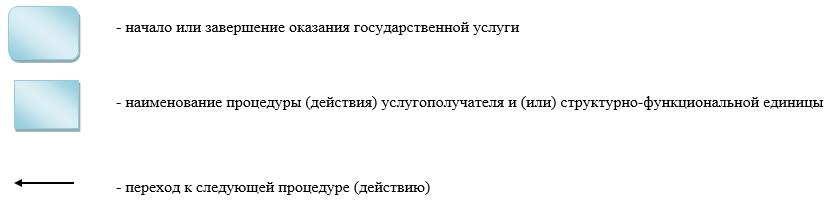 - начало или завершение оказания государственной услуги
- наименование процедуры (действия) услугополучателя и (или) структурно-функциональной единицы
- переход к следующей процедуре (действию)